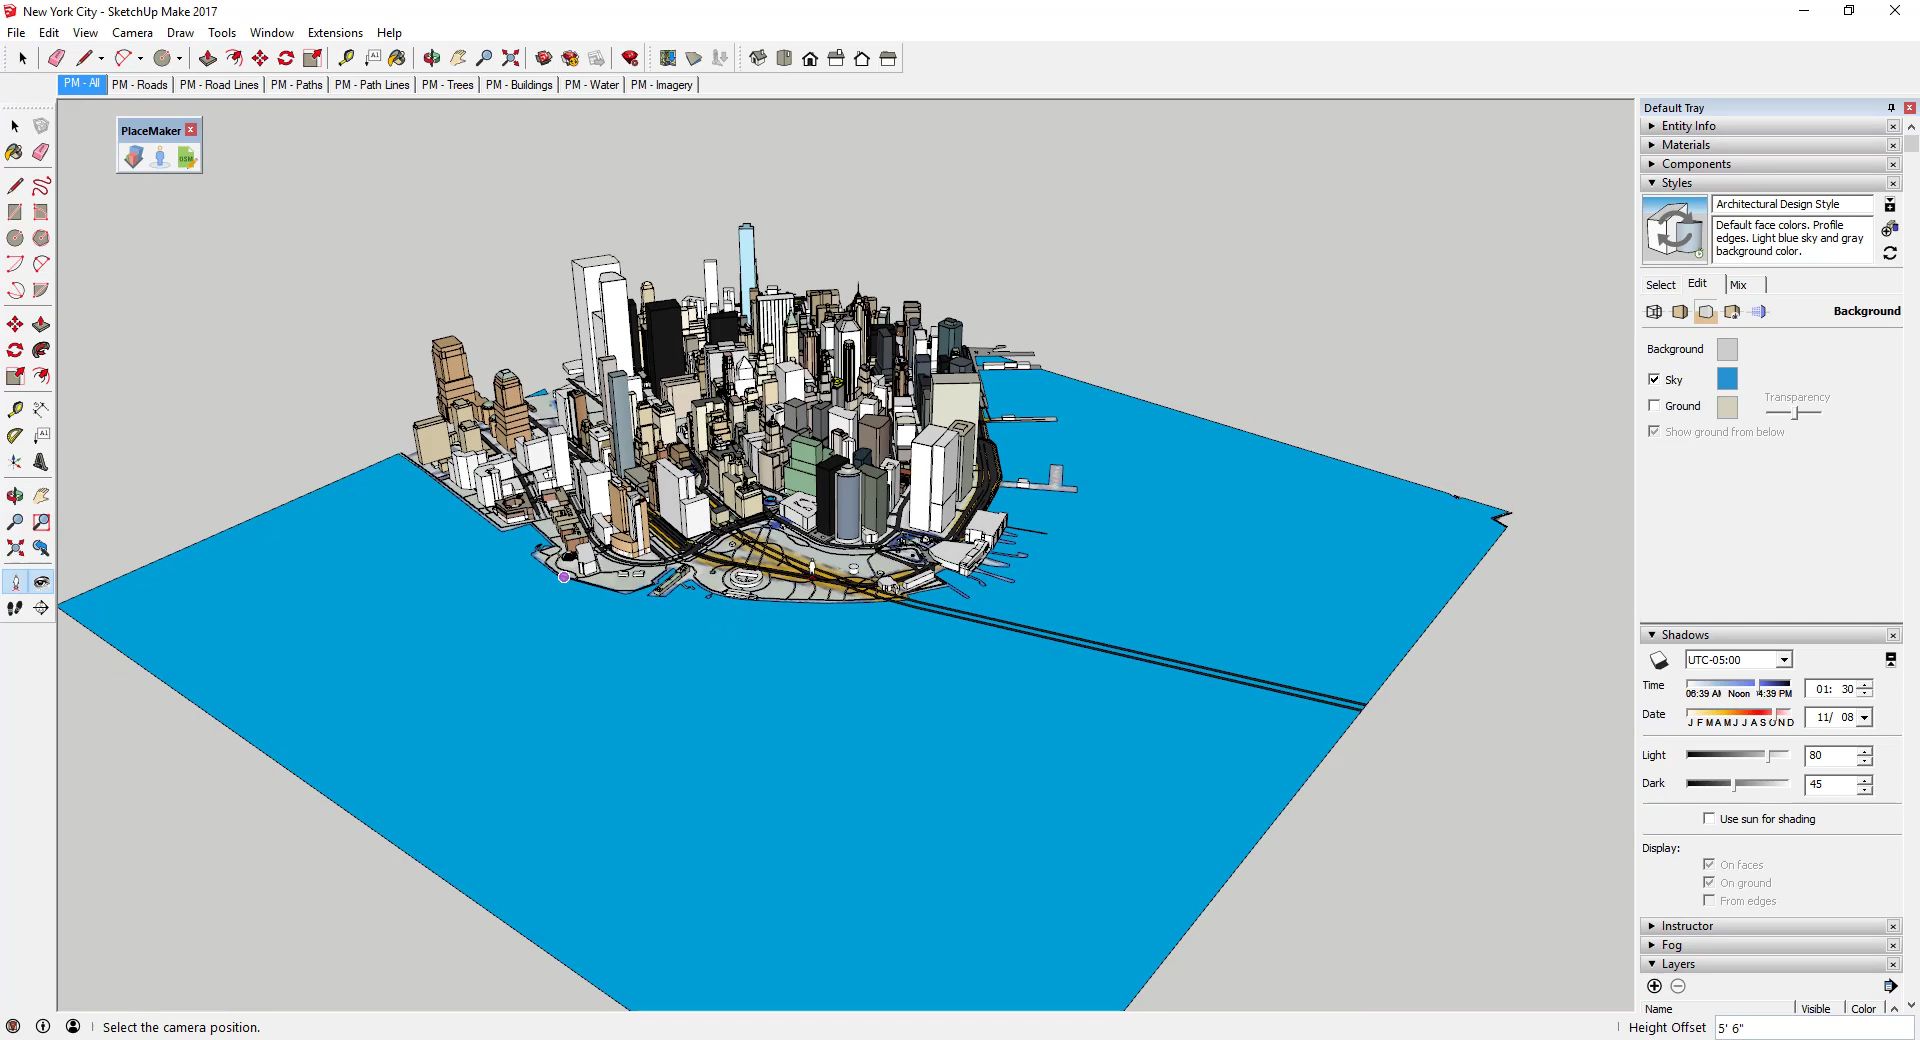 New York City - SketchUp Make 2017
File Edit View Camera Draw Tools Window Extensions Help
PM - All PM - Roads PM - Road Lines PM - Paths PM - Path Lines PM - Trees PM - Buildings PM - Water PM - Imagery
PlaceMaker
OSM
Default Tray
Entity Info
Materials
Components
Styles
Architectural Design Style
Default face colors. Profile
edges. Light blue sky and gray
background color.
Select Edit Mix
Background
Background
Sky
Transparency
Ground
Show ground from below
Shadows
UTC-05:00
Time 06:39 AM Noon 4:39 PM 01: 30
Date J F M A M J J A S O N D 11/ 08
Light 80
Dark 45
Use sun for shading
Display:
On faces
On ground
From edges
Instructor
Fog
Layers
Name Visible Color
Select the camera position.
Height Offset 5' 6"